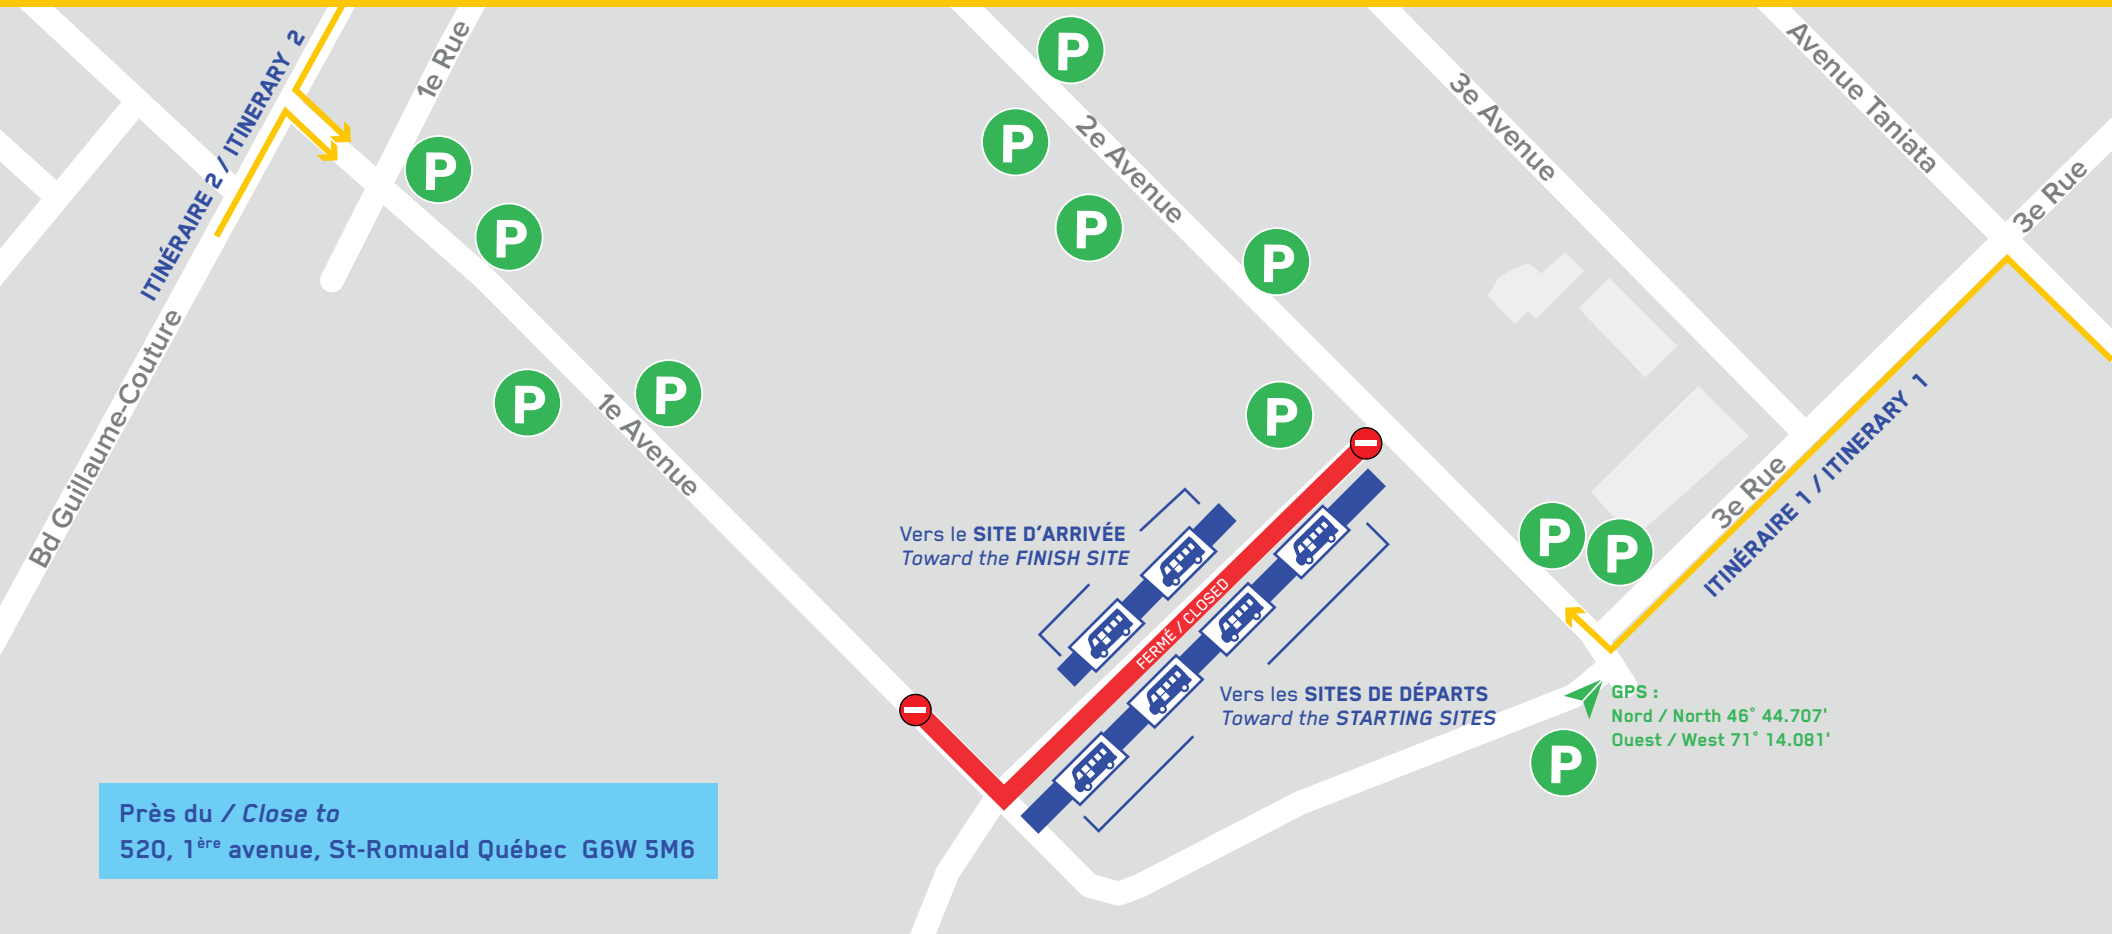 ITINÉRAIRE 2 / ITINERARY 2
1e Rue
P
P
P
P
P
P
P
P
P
P
P
P
P
2e Avenue
3e Avenue
Avenue Taniata
3e Rue
Bd Guillaume-Couture
1e Avenue
3e Rue
ITINÉRAIRE 1 / ITINERARY 1
Vers le SITE D'ARRIVÉE
Toward the FINISH SITE
FERMÉ / CLOSED
Vers les SITES DE DÉPARTS
Toward the STARTING SITES
GPS :
Nord / North 46° 44.707'
Ouest / West 71° 14.081'
Près du / Close to
520, 1ère avenue, St-Romuald Québec G6W 5M6